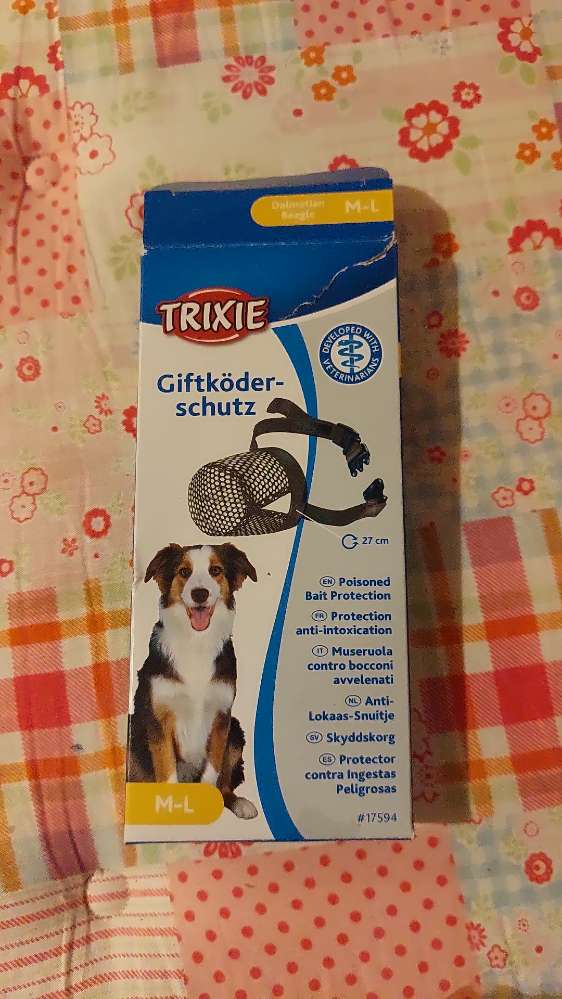 Dalmatian
Beagle
M-L
TRIXIE
DEVELOPED WITH
VETERINARIANS
Giftköder-
schutz
27 cm
EN Poisoned
Bait Protection
FR Protection
anti-intoxication
IT Museruola
contro bocconi
avvelenati
NL Anti-
Lokaas-Snuitje
SV Skyddskorg
ES Protector
contra Ingestas
Peligrosas
M-L
#17594